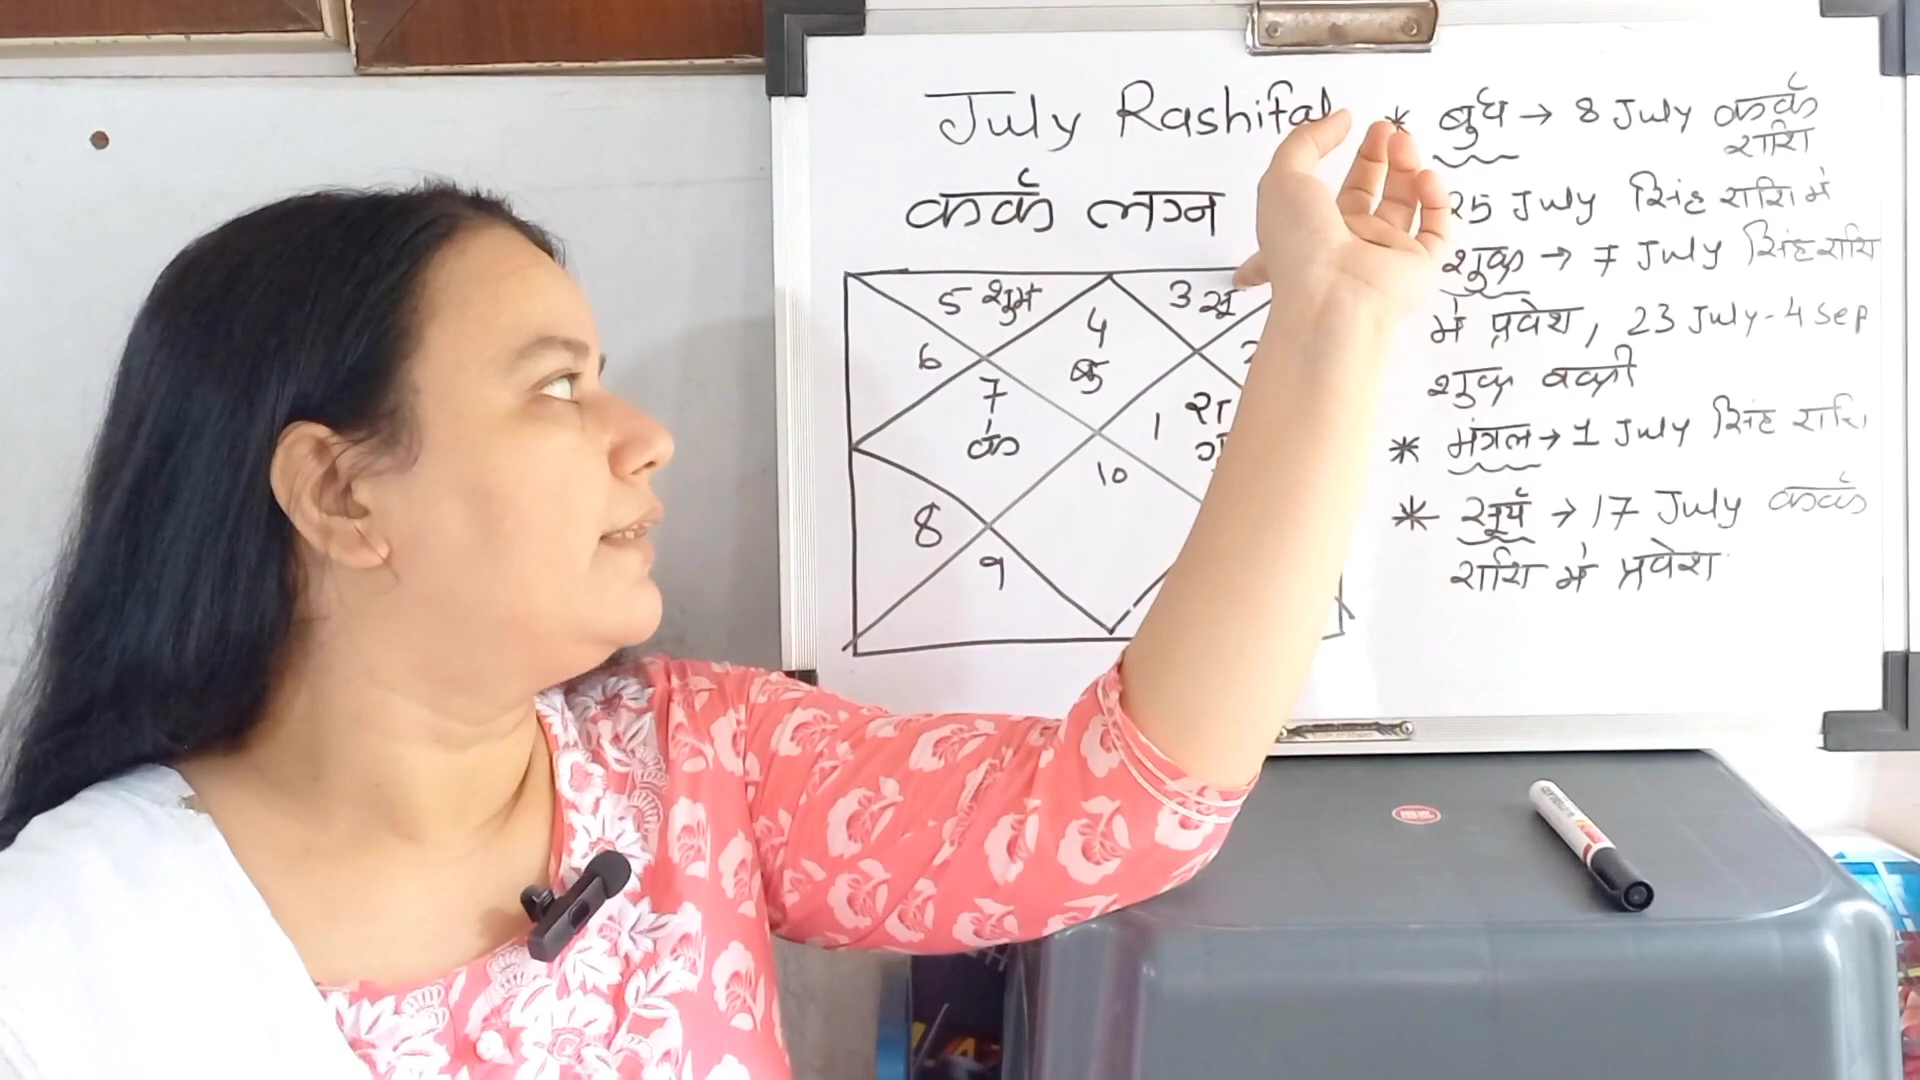 July Rashifal
कर्क लग्न
5 शुमं
4
बु
3 सू
6
7
के
1
रा
10
8
9
* बुध → 8 July कर्क
राशि
25 July सिंह राशि में
शुक्र → 7 July सिंह राशि
में प्रवेश, 23 July - 4 Sep
शुक्र वक्री
* मंगल → 1 July सिंह राशि
* सूर्य → 17 July कर्क
राशि में प्रवेश